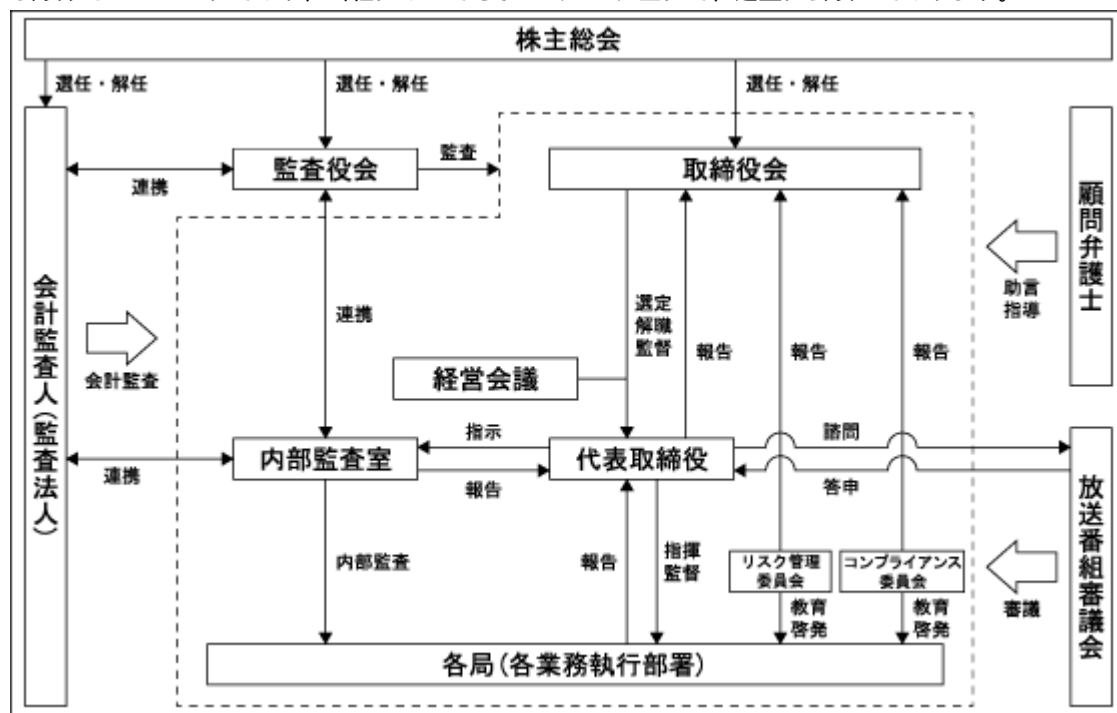 株主総会
選任・解任
選任・解任
選任・解任
監査役会
監査
取締役会
連携
顧問弁護士
助言
指導
会計監査人(監査法人)
会計監査
連携
選定
解職
監督
報告
報告
報告
経営会議
指示
諮問
内部監査室
代表取締役
連携
報告
答申
放送番組審議会
審議
内部監査
報告
指揮
監督
リスク管理
委員会
コンプライアンス
委員会
教育
啓発
教育
啓発
各局(各業務執行部署)